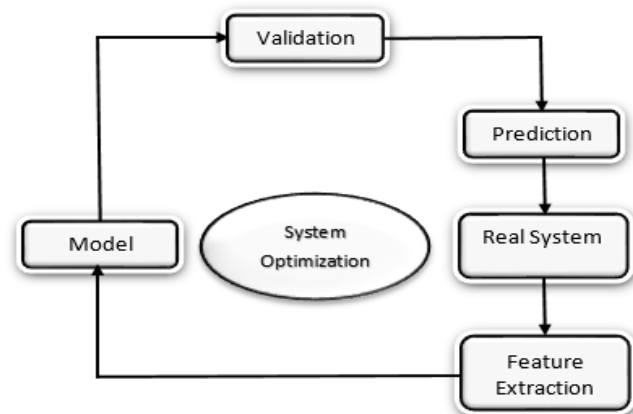 Validation
Prediction
Real System
Feature
Extraction
Model
System
Optimization